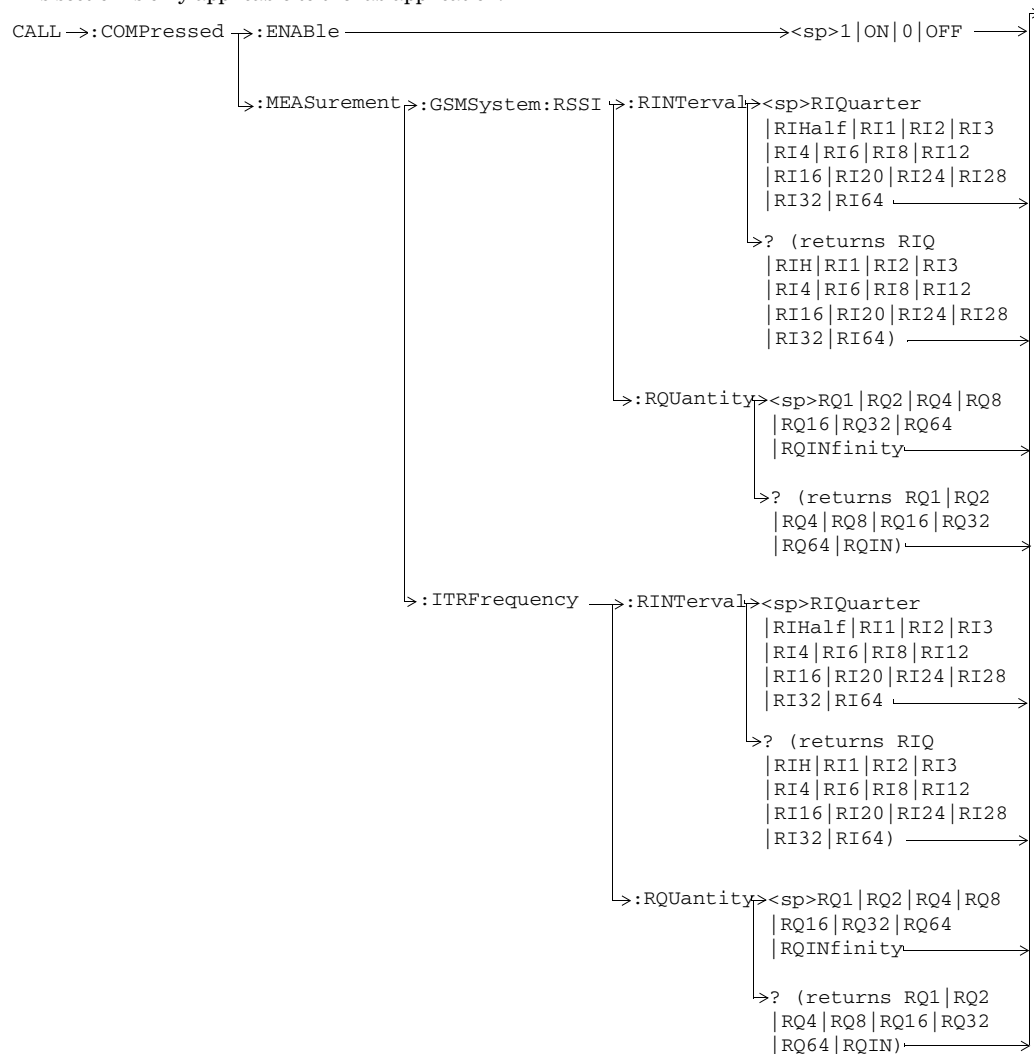 CALL :COMPressed :ENABle <sp>1|ON|0|OFF
:MEASurement :GSMSystem:RSSI :RINTerval <sp>RIQuarter
|RIHalf|RI1|RI2|RI3
|RI4|RI6|RI8|RI12
|RI16|RI20|RI24|RI28
|RI32|RI64
? (returns RIQ
|RIH|RI1|RI2|RI3
|RI4|RI6|RI8|RI12
|RI16|RI20|RI24|RI28
|RI32|RI64)
:RQUantity <sp>RQ1|RQ2|RQ4|RQ8
|RQ16|RQ32|RQ64
|RQINfinity
? (returns RQ1|RQ2
|RQ4|RQ8|RQ16|RQ32
|RQ64|RQIN)
:ITRFrequency :RINTerval <sp>RIQuarter
|RIHalf|RI1|RI2|RI3
|RI4|RI6|RI8|RI12
|RI16|RI20|RI24|RI28
|RI32|RI64
? (returns RIQ
|RIH|RI1|RI2|RI3
|RI4|RI6|RI8|RI12
|RI16|RI20|RI24|RI28
|RI32|RI64)
:RQUantity <sp>RQ1|RQ2|RQ4|RQ8
|RQ16|RQ32|RQ64
|RQINfinity
? (returns RQ1|RQ2
|RQ4|RQ8|RQ16|RQ32
|RQ64|RQIN)